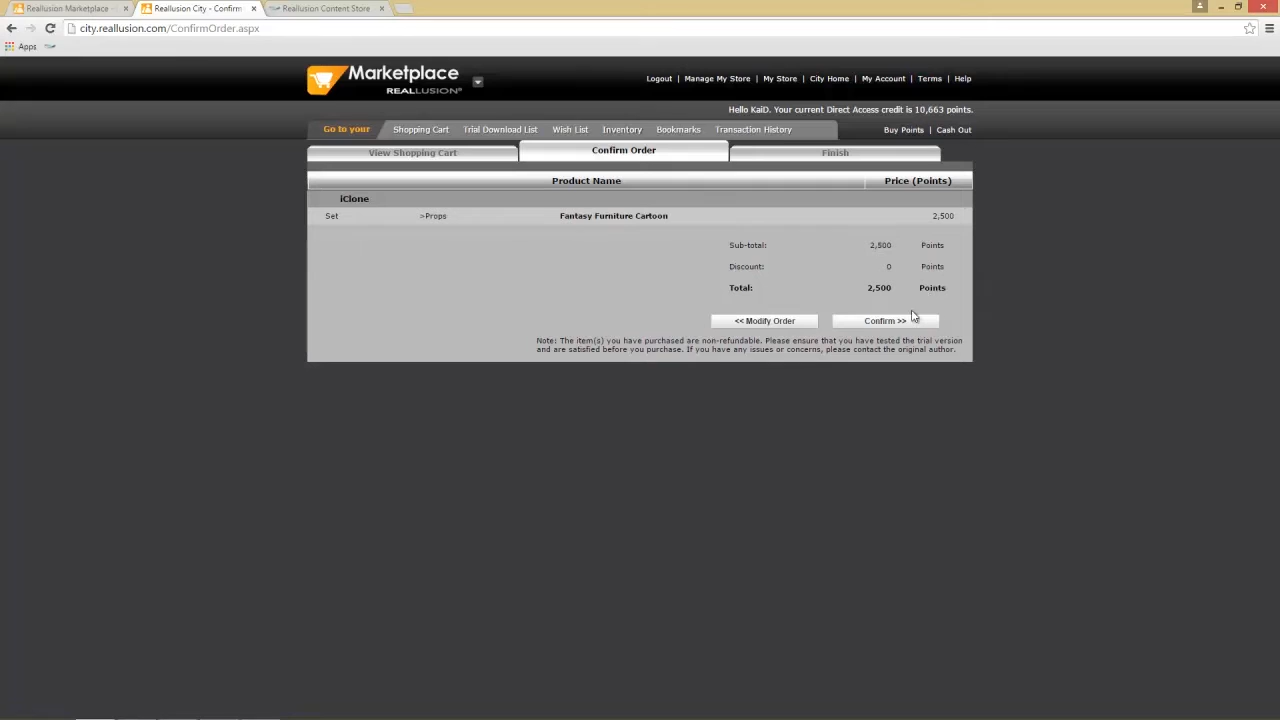 Reallusion Marketplace
Reallusion City - Confirm
Reallusion Content Store
city.reallusion.com/ConfirmOrder.aspx
Apps
Marketplace
REALLUSION
Logout | Manage My Store | My Store | City Home | My Account | Terms | Help
Hello KaiD. Your current Direct Access credit is 10,663 points.
Go to your Shopping Cart Trial Download List Wish List Inventory Bookmarks Transaction History
Buy Points | Cash Out
View Shopping Cart Confirm Order Finish
Product Name Price (Points)
iClone
Set >Props Fantasy Furniture Cartoon 2,500
Sub-total: 2,500 Points
Discount: 0 Points
Total: 2,500 Points
<< Modify Order Confirm >>
Note: The item(s) you have purchased are non-refundable. Please ensure that you have tested the trial version
and are satisfied before you purchase. If you have any issues or concerns, please contact the original author.